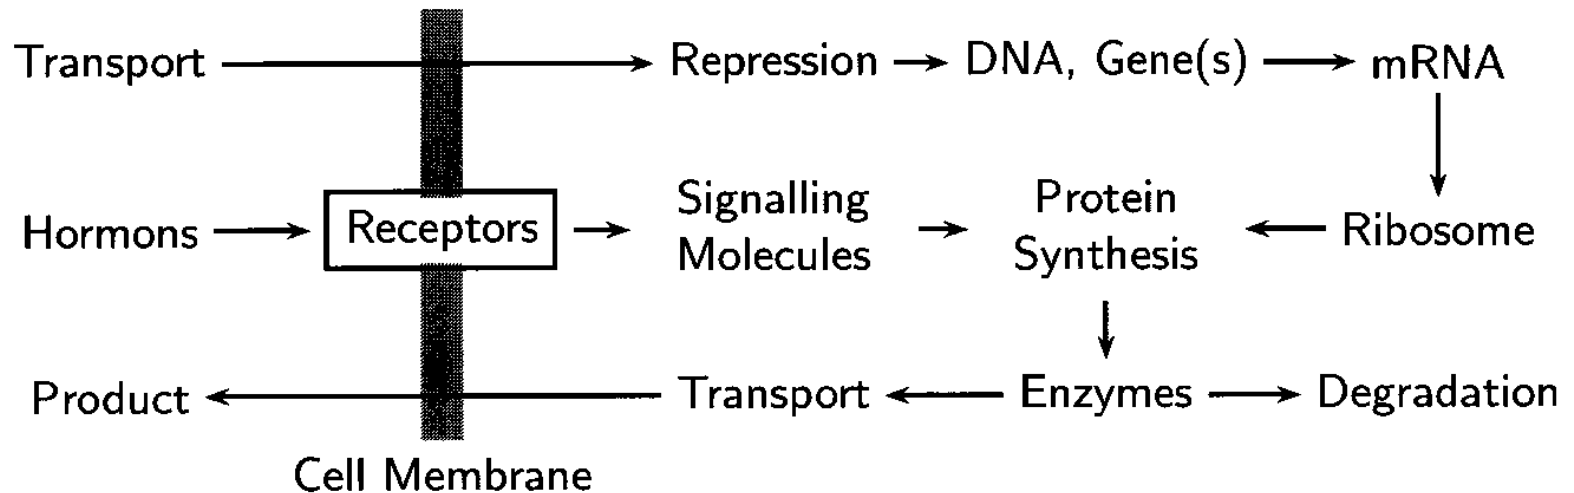 Transport Repression DNA, Gene(s) mRNA
Hormons Receptors Signalling Molecules Protein Synthesis Ribosome
Product Transport Enzymes Degradation
Cell Membrane